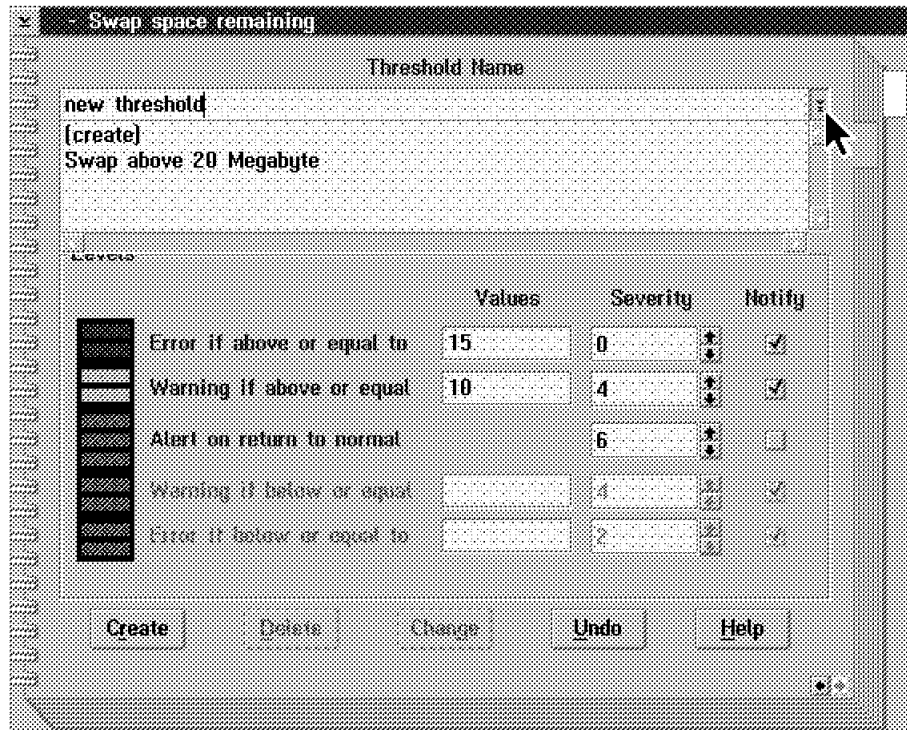 - Swap space remaining
Threshold Name
new threshold
(create)
Swap above 20 Megabyte
Levels
Values Severity Notify
Error if above or equal to 15 0
Warning if above or equal 10 4
Alert on return to normal 6
Warning if below or equal 4
Error if below or equal to 2
Create Delete Change Undo Help